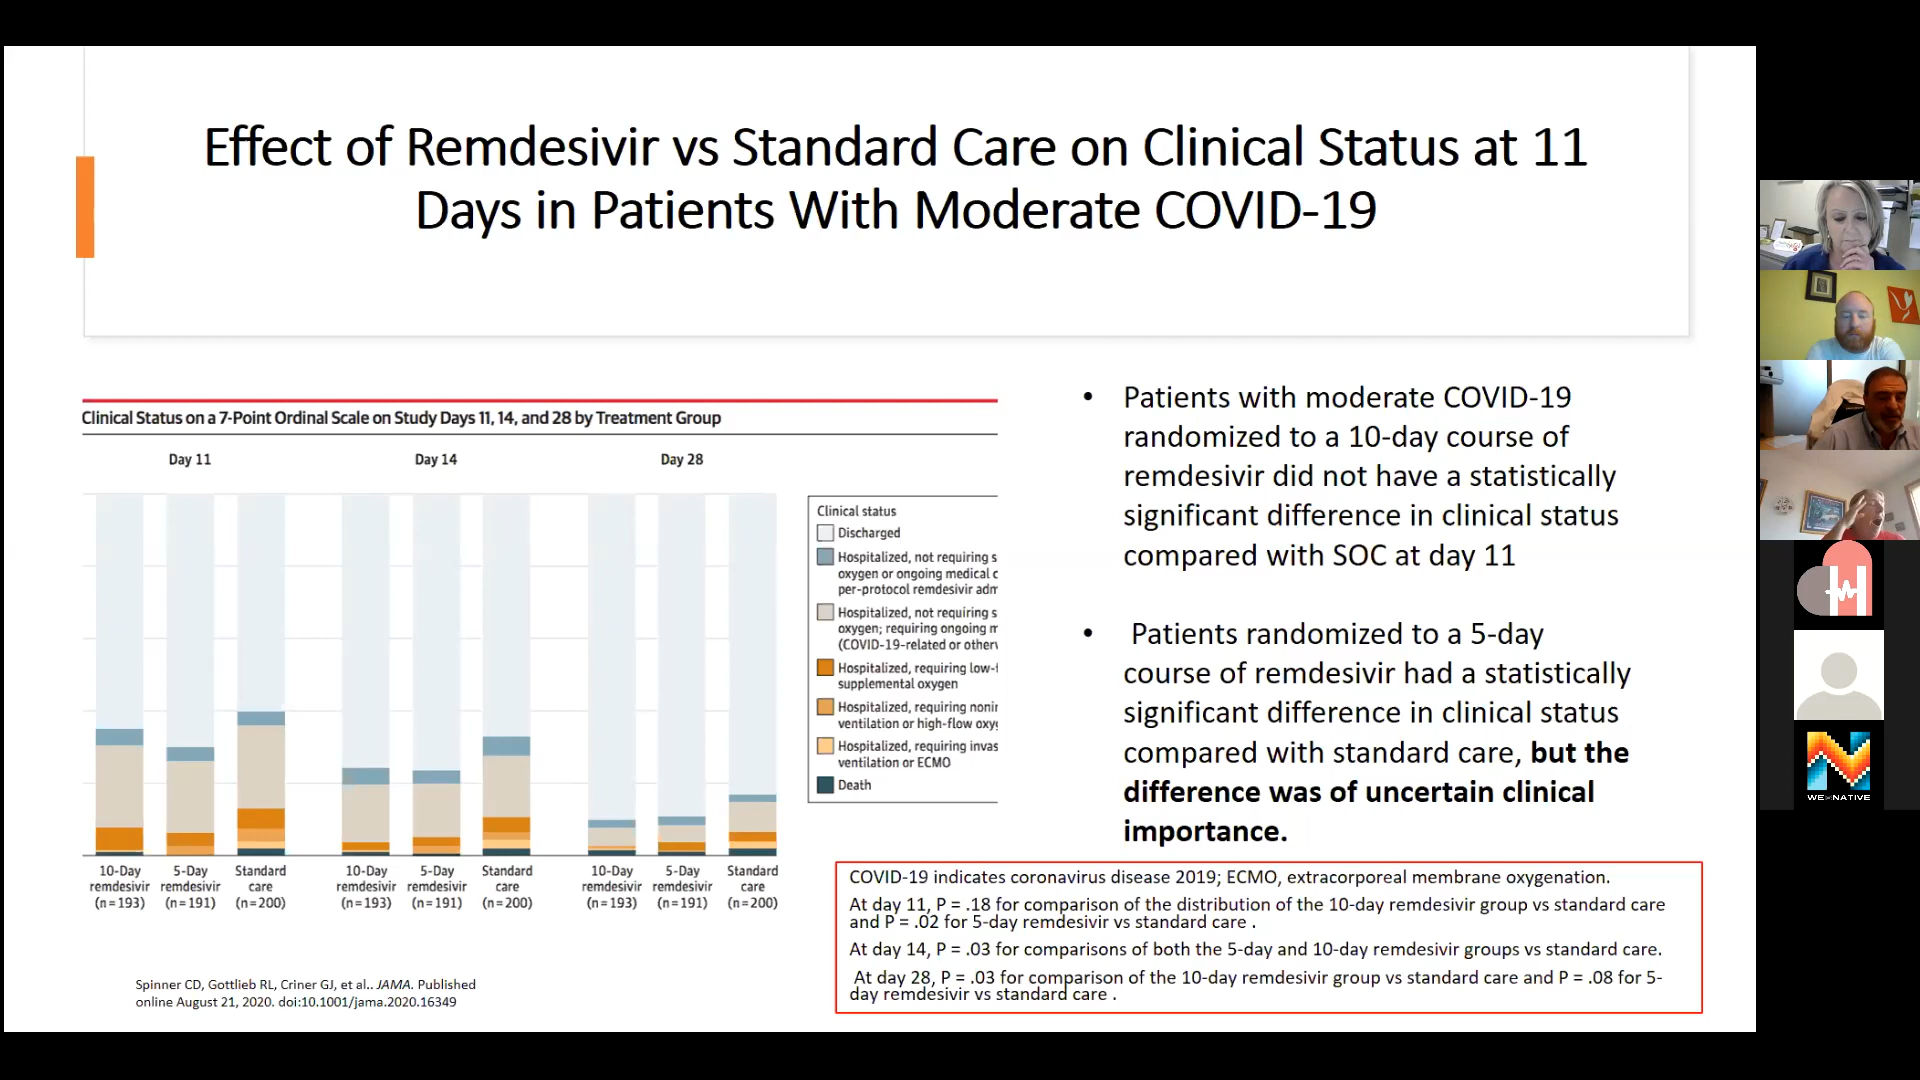 Effect of Remdesivir vs Standard Care on Clinical Status at 11
Days in Patients With Moderate COVID-19
Clinical Status on a 7-Point Ordinal Scale on Study Days 11, 14, and 28 by Treatment Group
Day 11
Day 14
Day 28
Clinical status
Discharged
Hospitalized, not requiring s
oxygen or ongoing medical c
per-protocol remdesivir adm
Hospitalized, not requiring s
oxygen; requiring ongoing m
(COVID-19-related or otherw
Hospitalized, requiring low-f
supplemental oxygen
Hospitalized, requiring nonin
ventilation or high-flow oxyg
Hospitalized, requiring invas
ventilation or ECMO
Death
10-Day
remdesivir
(n=193)
5-Day
remdesivir
(n=191)
Standard
care
(n=200)
10-Day
remdesivir
(n=193)
5-Day
remdesivir
(n=191)
Standard
care
(n=200)
10-Day
remdesivir
(n=193)
5-Day
remdesivir
(n=191)
Standard
care
(n=200)
Spinner CD, Gottlieb RL, Criner GJ, et al.. JAMA. Published
online August 21, 2020. doi:10.1001/jama.2020.16349
• Patients with moderate COVID-19
randomized to a 10-day course of
remdesivir did not have a statistically
significant difference in clinical status
compared with SOC at day 11
• Patients randomized to a 5-day
course of remdesivir had a statistically
significant difference in clinical status
compared with standard care, but the
difference was of uncertain clinical
importance.
COVID-19 indicates coronavirus disease 2019; ECMO, extracorporeal membrane oxygenation.
At day 11, P = .18 for comparison of the distribution of the 10-day remdesivir group vs standard care
and P = .02 for 5-day remdesivir vs standard care .
At day 14, P = .03 for comparisons of both the 5-day and 10-day remdesivir groups vs standard care.
At day 28, P = .03 for comparison of the 10-day remdesivir group vs standard care and P = .08 for 5-
day remdesivir vs standard care .
H
N
WE R NATIVE